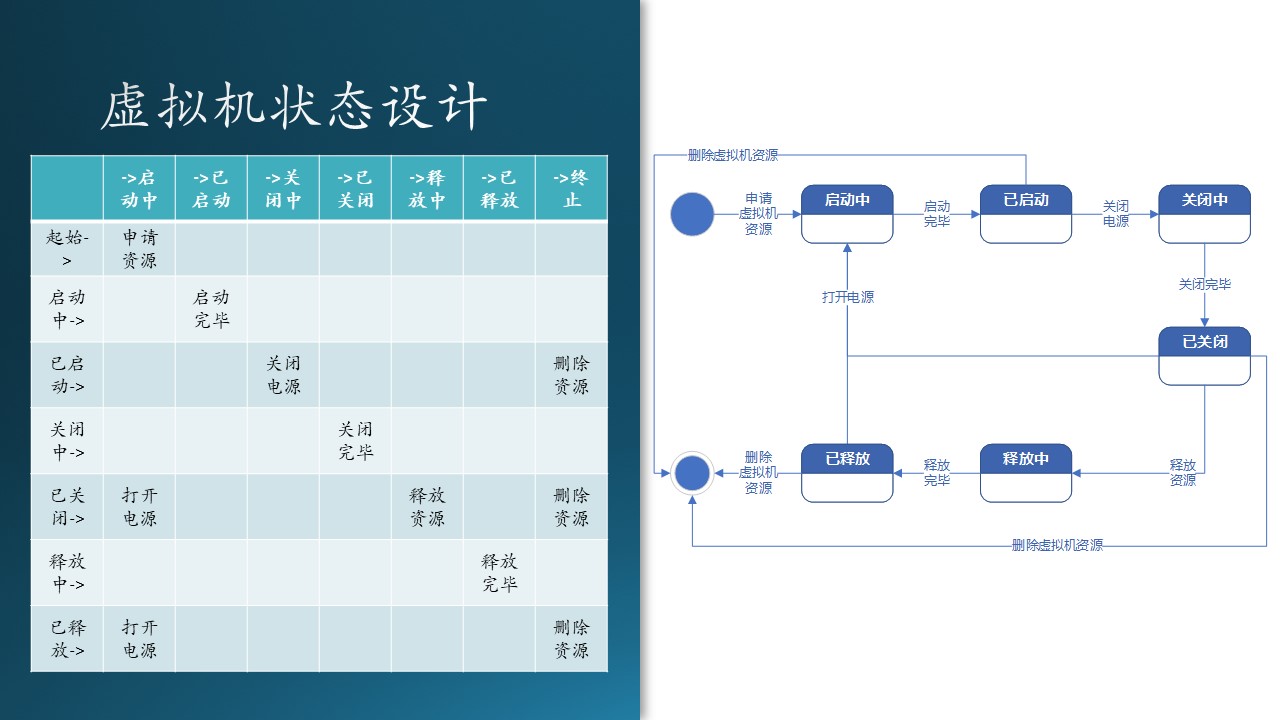 虚拟机状态设计
->启
动中
->已
启动
->关
闭中
->已
关闭
->释
放中
->已
释放
->终
止
起始-
>
申请
资源
启动
中->
启动
完毕
已启
动->
关闭
电源
删除
资源
关闭
中->
关闭
完毕
已关
闭->
打开
电源
释放
资源
删除
资源
释放
中->
释放
完毕
已释
放->
打开
电源
删除
资源
删除虚拟机资源
申请
虚拟机
资源
启动中
启动
完毕
已启动
关闭
电源
关闭中
打开电源
关闭完毕
已关闭
删除
虚拟机
资源
已释放
释放
完毕
释放中
释放
资源
删除虚拟机资源